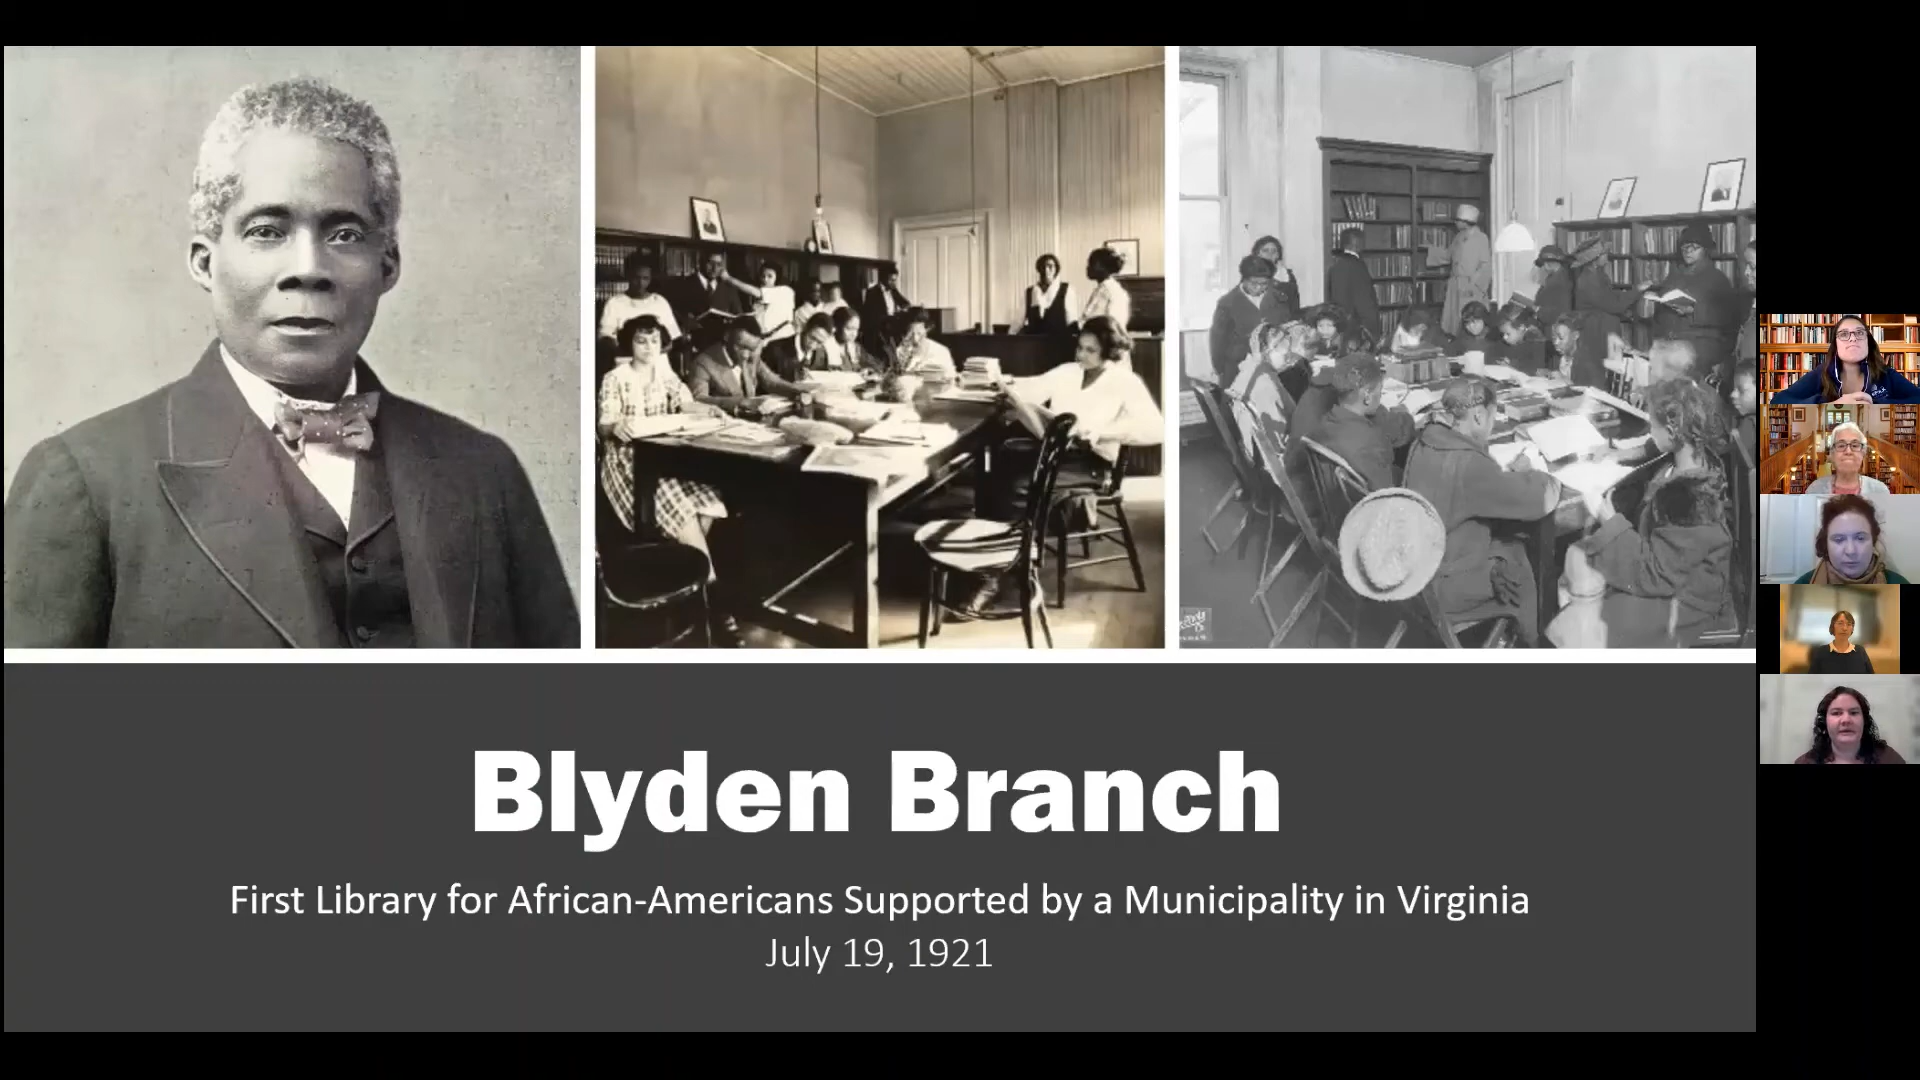 Blyden Branch
First Library for African-Americans Supported by a Municipality in Virginia
July 19, 1921